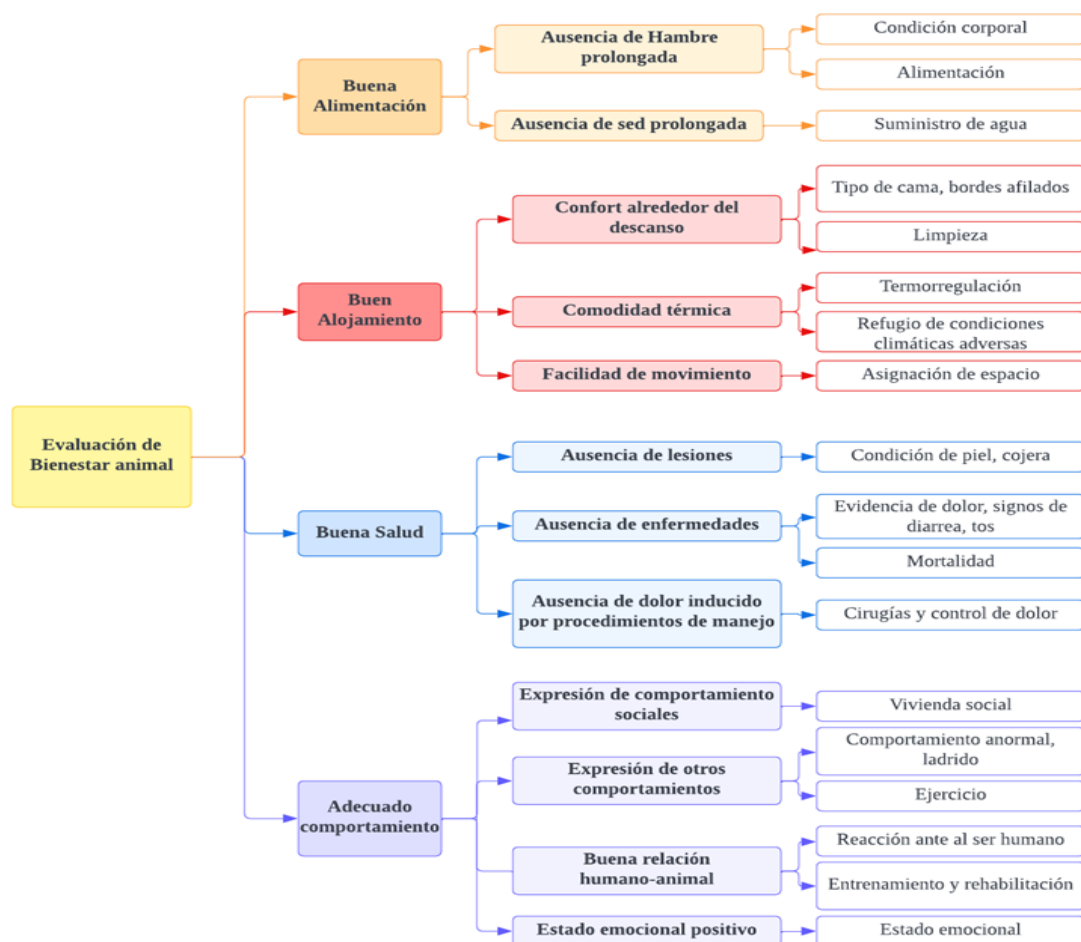 Evaluación de
Bienestar animal
Buena
Alimentación
Ausencia de Hambre
prolongada
Condición corporal
Alimentación
Ausencia de sed prolongada
Suministro de agua
Buen
Alojamiento
Confort alrededor del
descanso
Tipo de cama, bordes afilados
Limpieza
Comodidad térmica
Termorregulación
Refugio de condiciones
climáticas adversas
Facilidad de movimiento
Asignación de espacio
Buena Salud
Ausencia de lesiones
Condición de piel, cojera
Ausencia de enfermedades
Evidencia de dolor, signos de
diarrea, tos
Mortalidad
Ausencia de dolor inducido
por procedimientos de manejo
Cirugías y control de dolor
Adecuado
comportamiento
Expresión de comportamiento
sociales
Vivienda social
Expresión de otros
comportamientos
Comportamiento anormal,
ladrido
Ejercicio
Buena relación
humano-animal
Reacción ante al ser humano
Entrenamiento y rehabilitación
Estado emocional positivo
Estado emocional